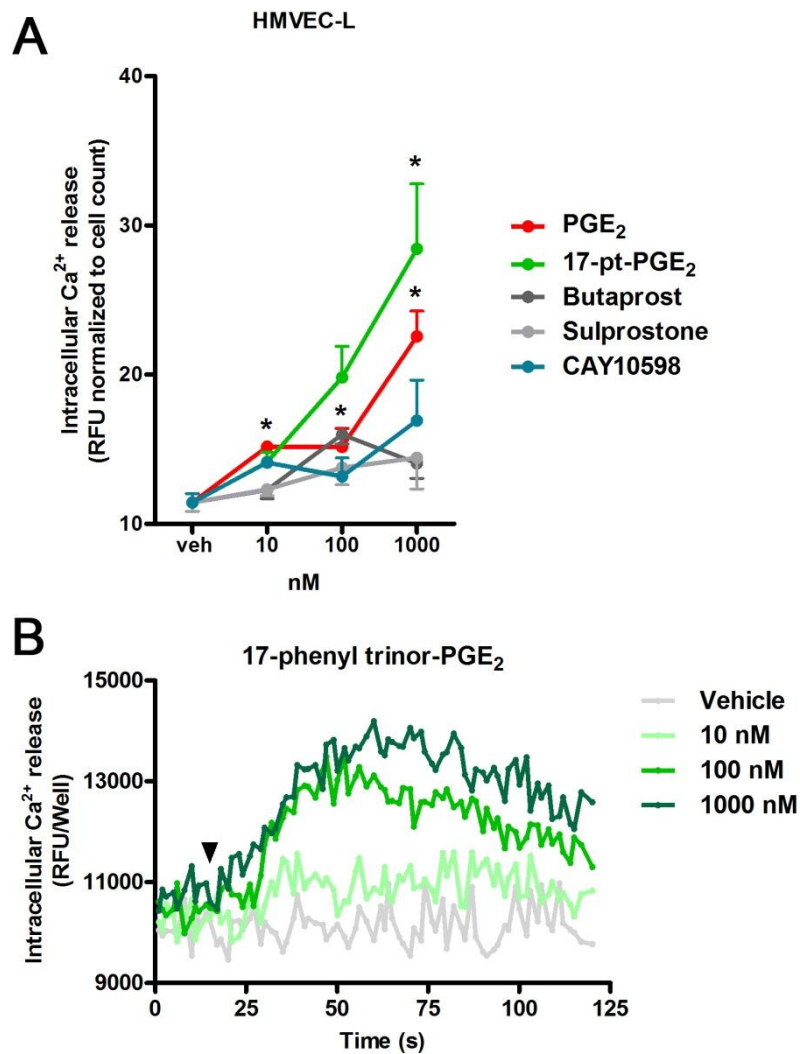 A
HMVEC-L
Intracellular Ca²⁺ release
(RFU normalized to cell count)
40
30
20
10
*
*
*
*
veh
10
100
1000
nM
PGE₂
17-pt-PGE₂
Butaprost
Sulprostone
CAY10598
B
17-phenyl trinor-PGE₂
Intracellular Ca²⁺ release
(RFU/Well)
15000
13000
11000
9000
0
25
50
75
100
125
Time (s)
Vehicle
10 nM
100 nM
1000 nM